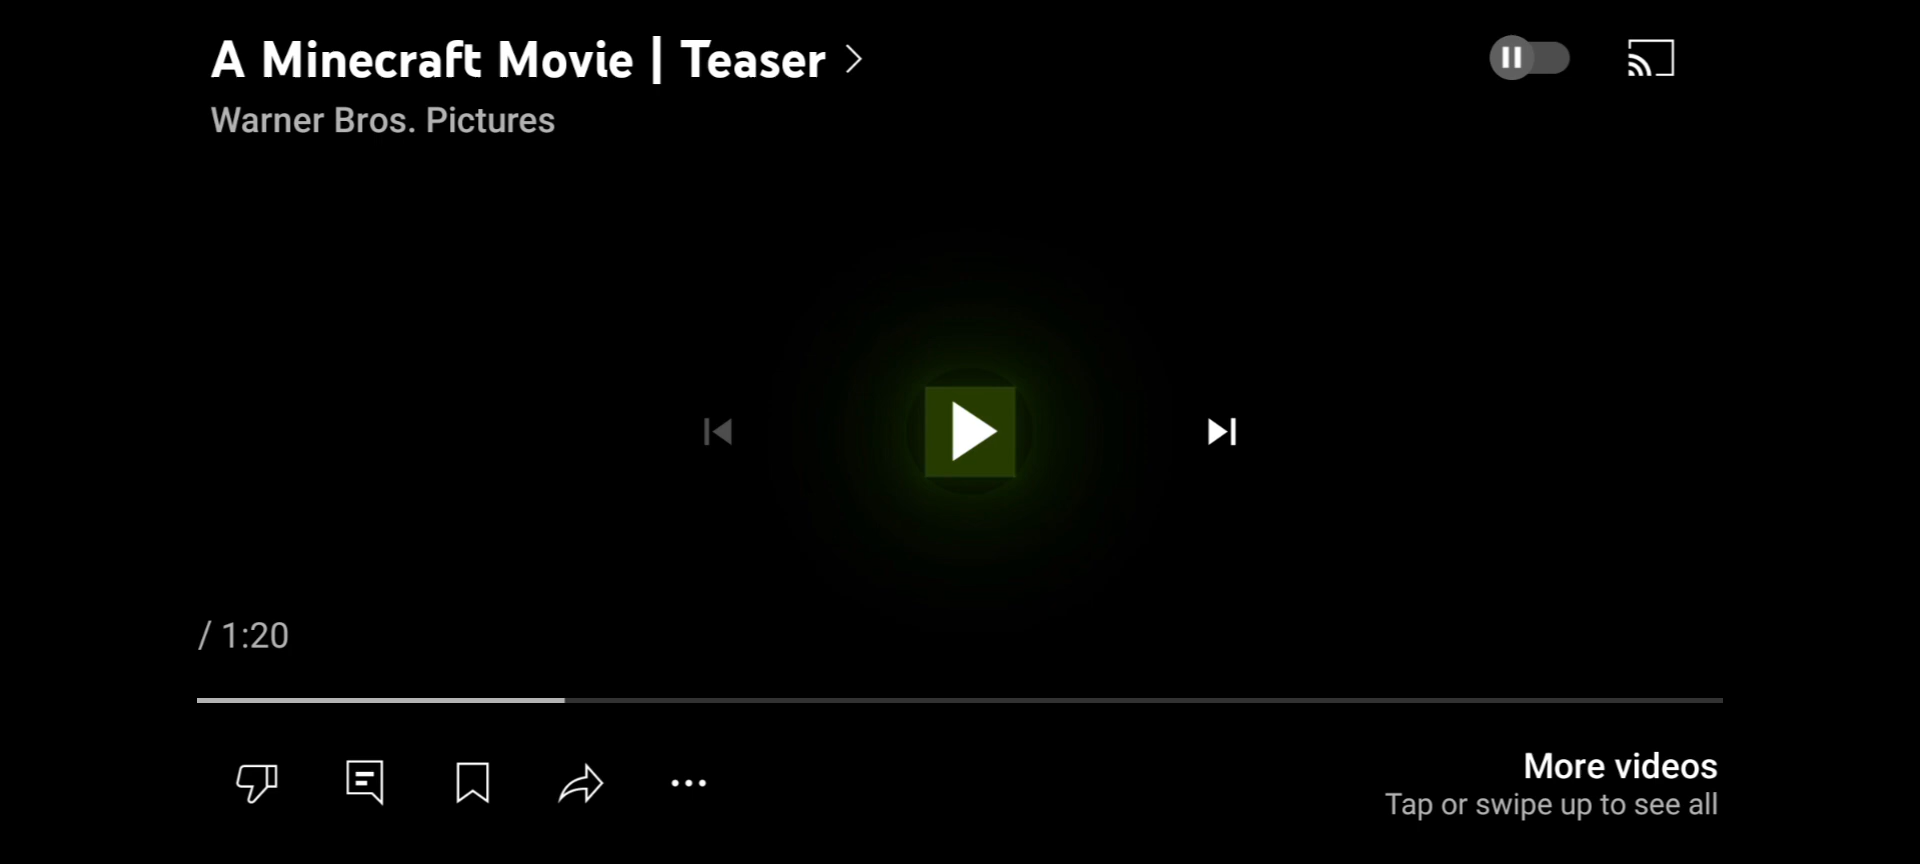 A Minecraft Movie | Teaser
Warner Bros. Pictures
/ 1:20
More videos
Tap or swipe up to see all